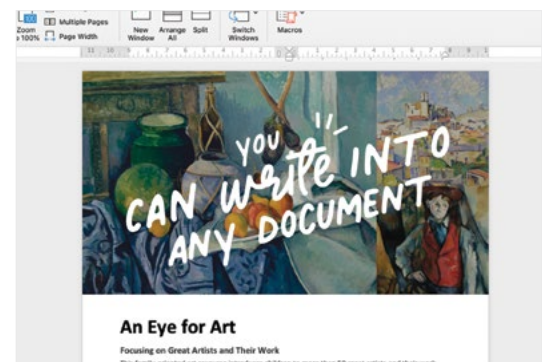 Zoom
100%
Multiple Pages
Page Width
New
Window
Arrange
All
Split
Switch
Windows
Macros
YOU
CAN write INTO
ANY DOCUMENT
An Eye for Art
Focusing on Great Artists and Their Work